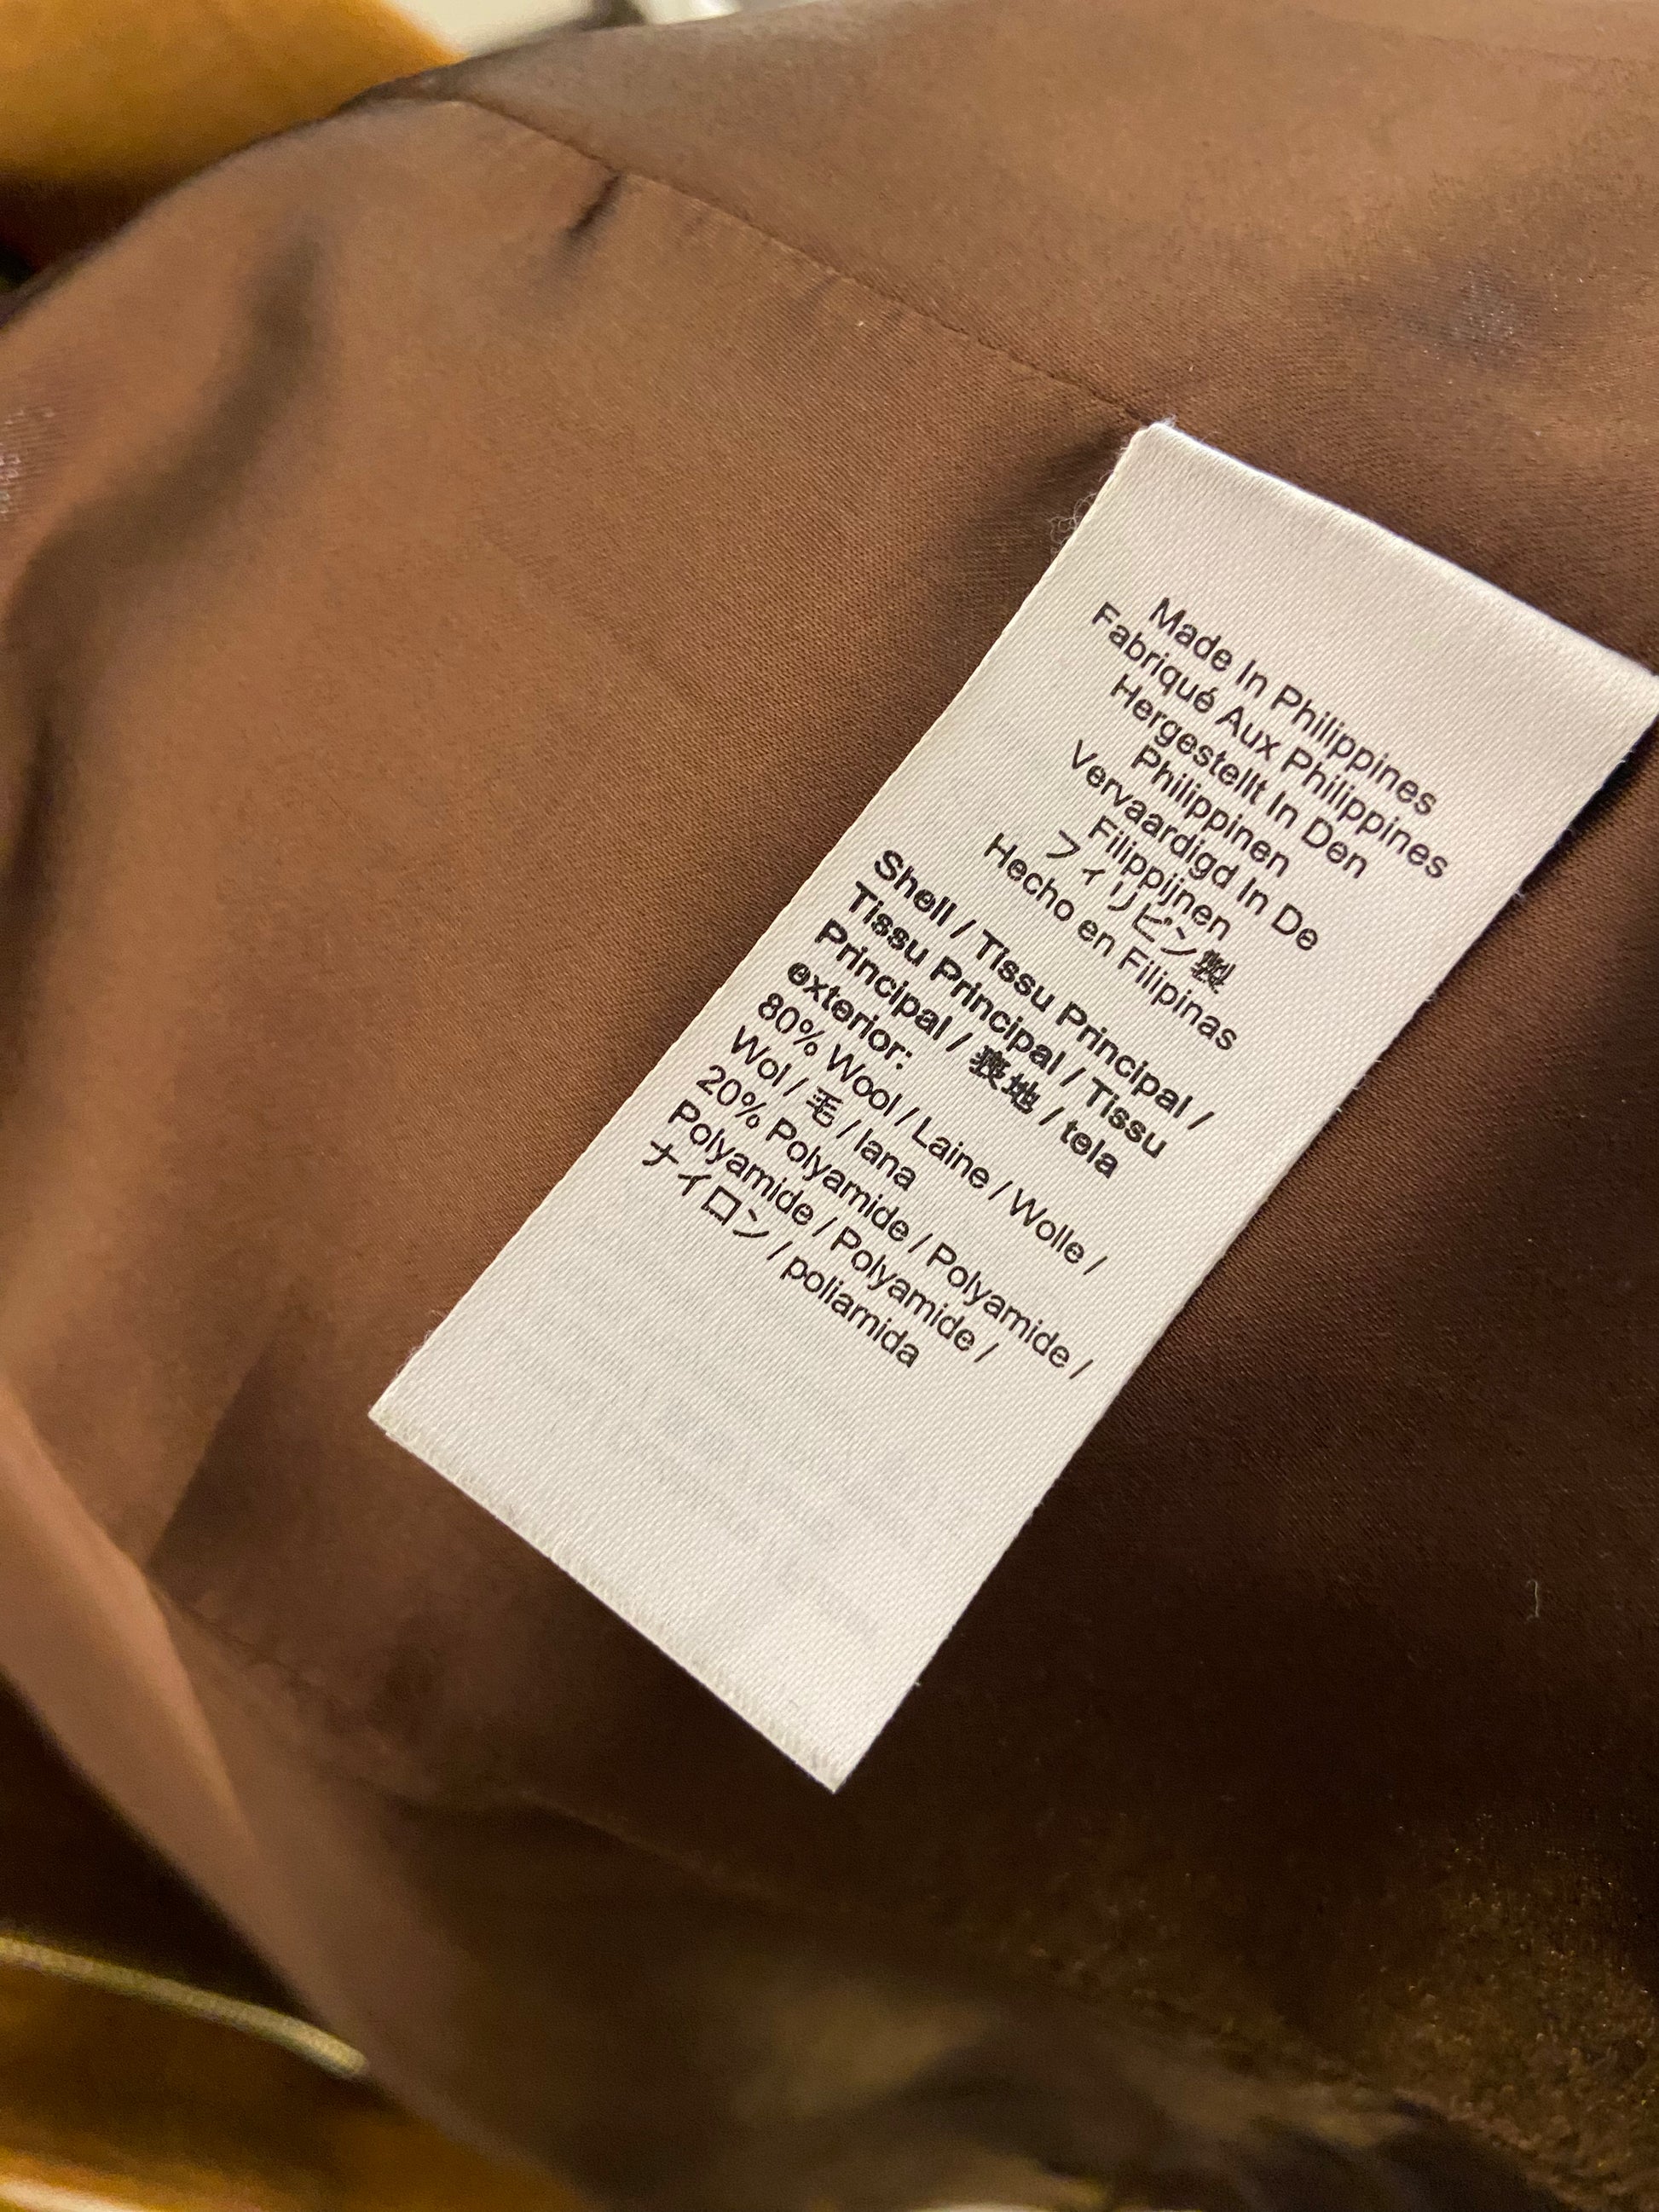 Made In Philippines
Fabriqué Aux Philippines
Hergestellt In Den
Philippinen
Vervaardigd In De
Filippijnen
フィリピン製
Hecho en Filipinas
Shell / Tissu Principal /
Tissu Principal / Tissu
Principal / 表地 / tela
exterior:
80% Wool / Laine / Wolle /
Wol / 毛 / lana
20% Polyamide / Polyamide /
Polyamide / Polyamide /
ナイロン / poliamida